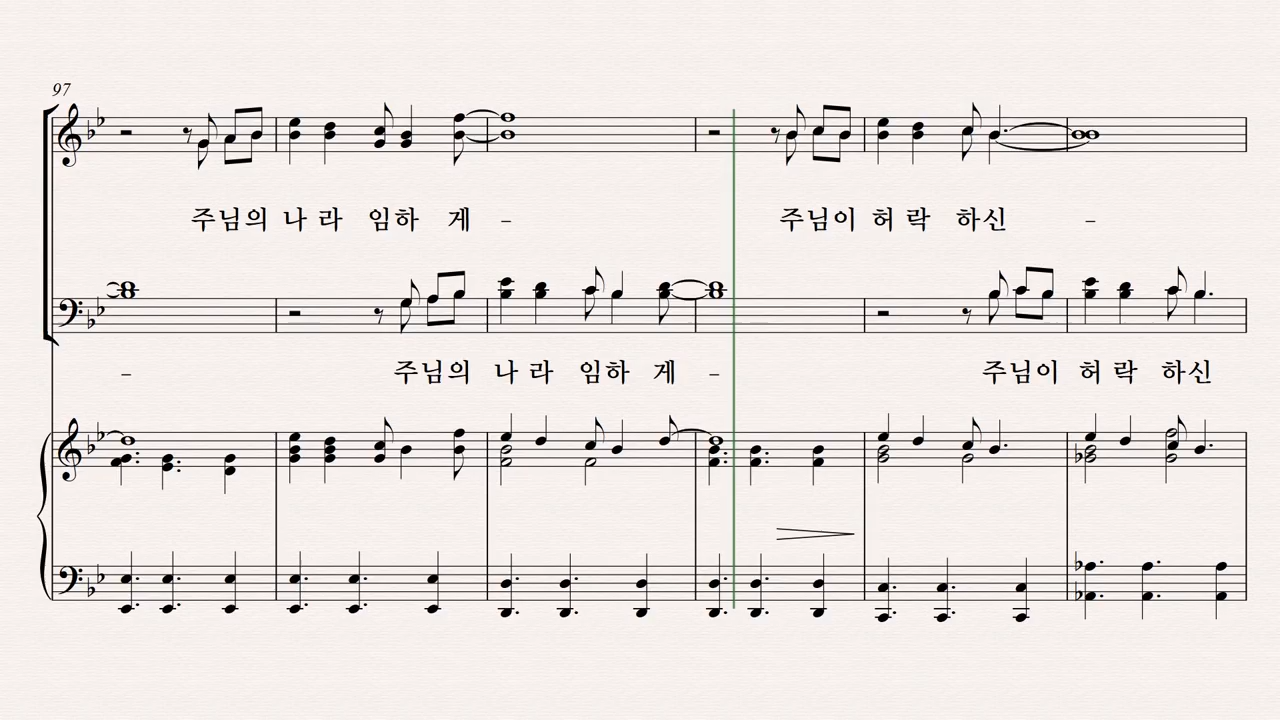 97
주님의 나 라 임하 게 – 주님이 허 락 하신 –
– 주님의 나 라 임하 게 – 주님이 허 락 하신